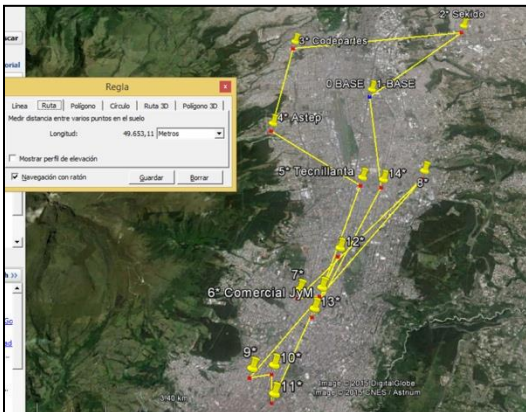 2° Sekido
3° Codepartes
0 BASE 1 BASE
4° Astep
5° Tecnillanta
14°
8°
12°
7°
6° Comercial JyM
13°
9°
10°
11°
Image © 2015 DigitalGlobe
Image © 2015 CNES / Astrium
3.40 km
Regla
Línea Ruta Polígono Círculo Ruta 3D Polígono 3D
Medir distancia entre varios puntos en el suelo
Longitud: 49.653,11 Metros
Mostrar perfil de elevación
Navegación con ratón Guardar Borrar